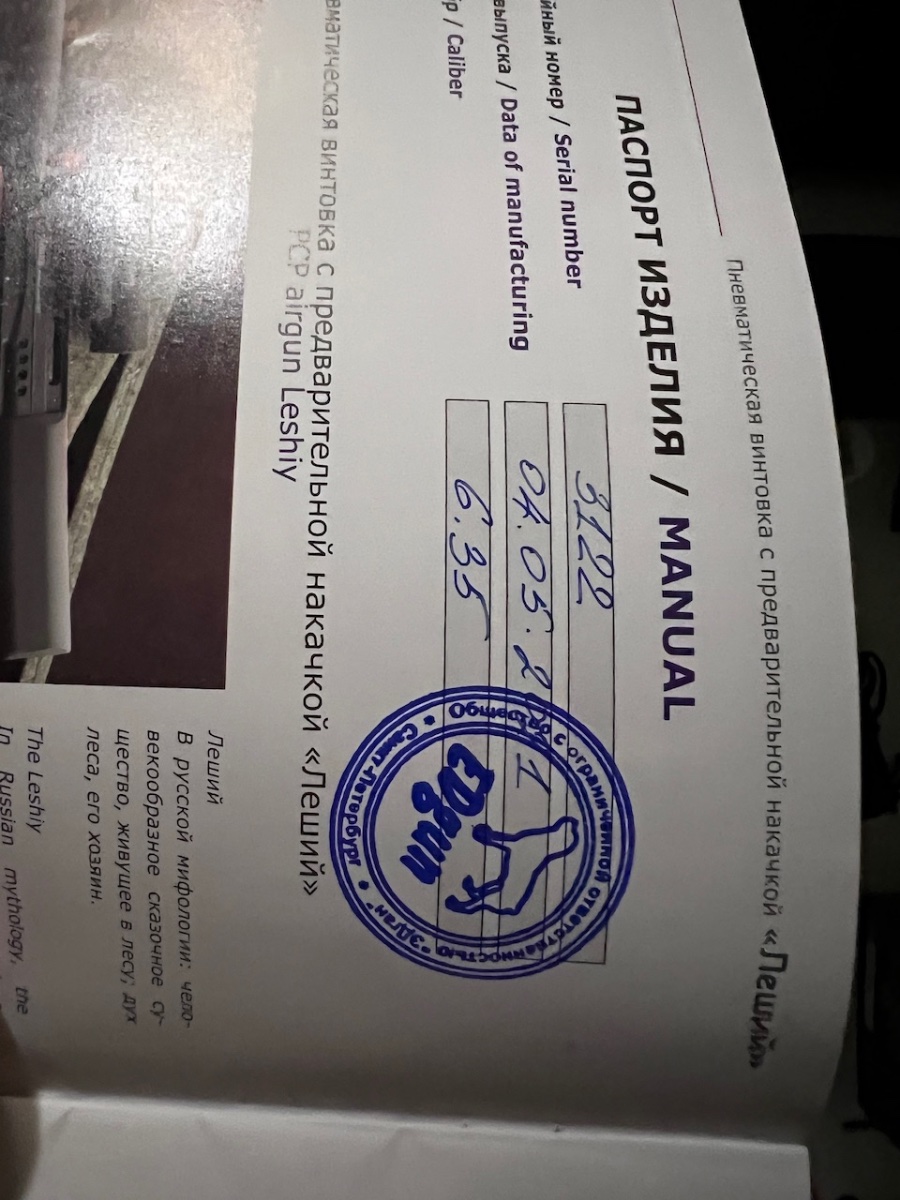 Пневматическая винтовка с предварительной накачкой «Леший»
ПАСПОРТ ИЗДЕЛИЯ / MANUAL
номер / Serial number 3122
выпуска / Data of manufacturing 04.05.2021
/ Caliber 6.35
винтовка с предварительной накачкой «Леший»
PCP airgun Leshiy
Общество с ограниченной ответственностью "ЭДган"
• Санкт-Петербург •
EDgun
Леший
В русской мифологии: чело-
векообразное сказочное су-
щество, живущее в лесу; дух
леса, его хозяин.
The Leshiy
In Russian mythology, the